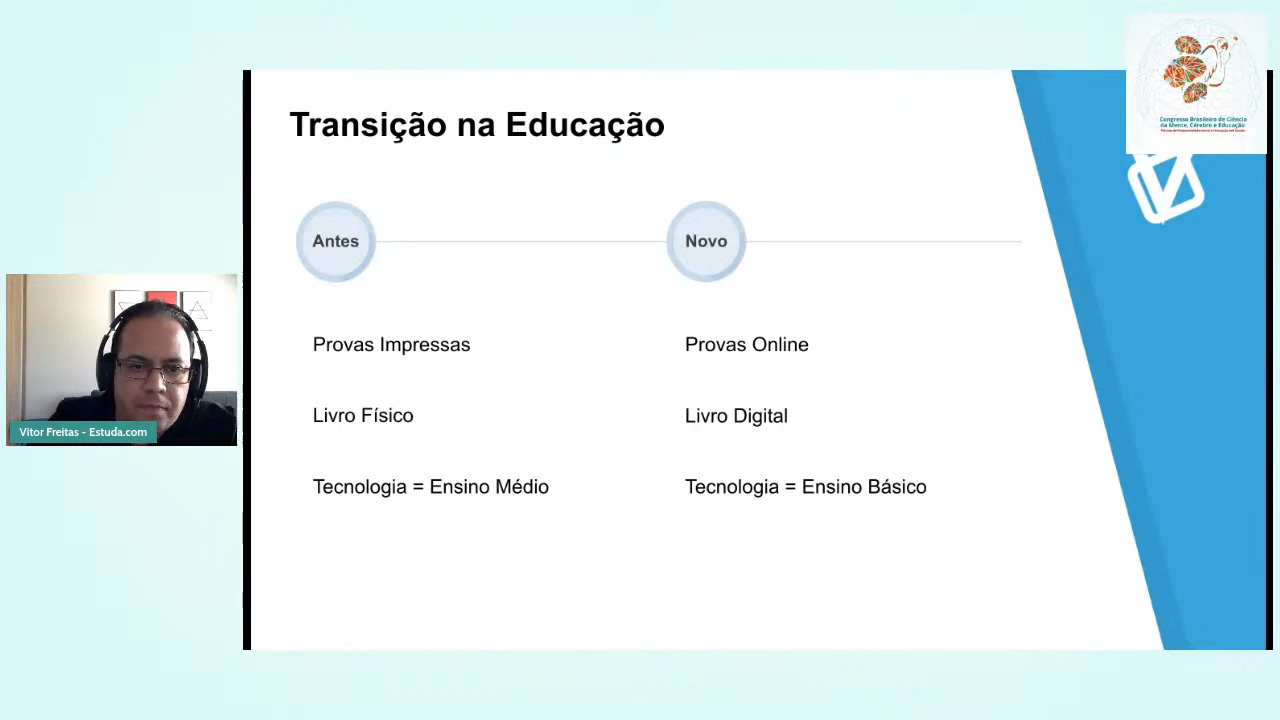 Congresso Brasileiro de Ciência
da Mente, Cérebro e Educação
Transição na Educação
Antes
Novo
Provas Impressas
Provas Online
Livro Físico
Livro Digital
Tecnologia = Ensino Médio
Tecnologia = Ensino Básico
Vitor Freitas - Estuda.com